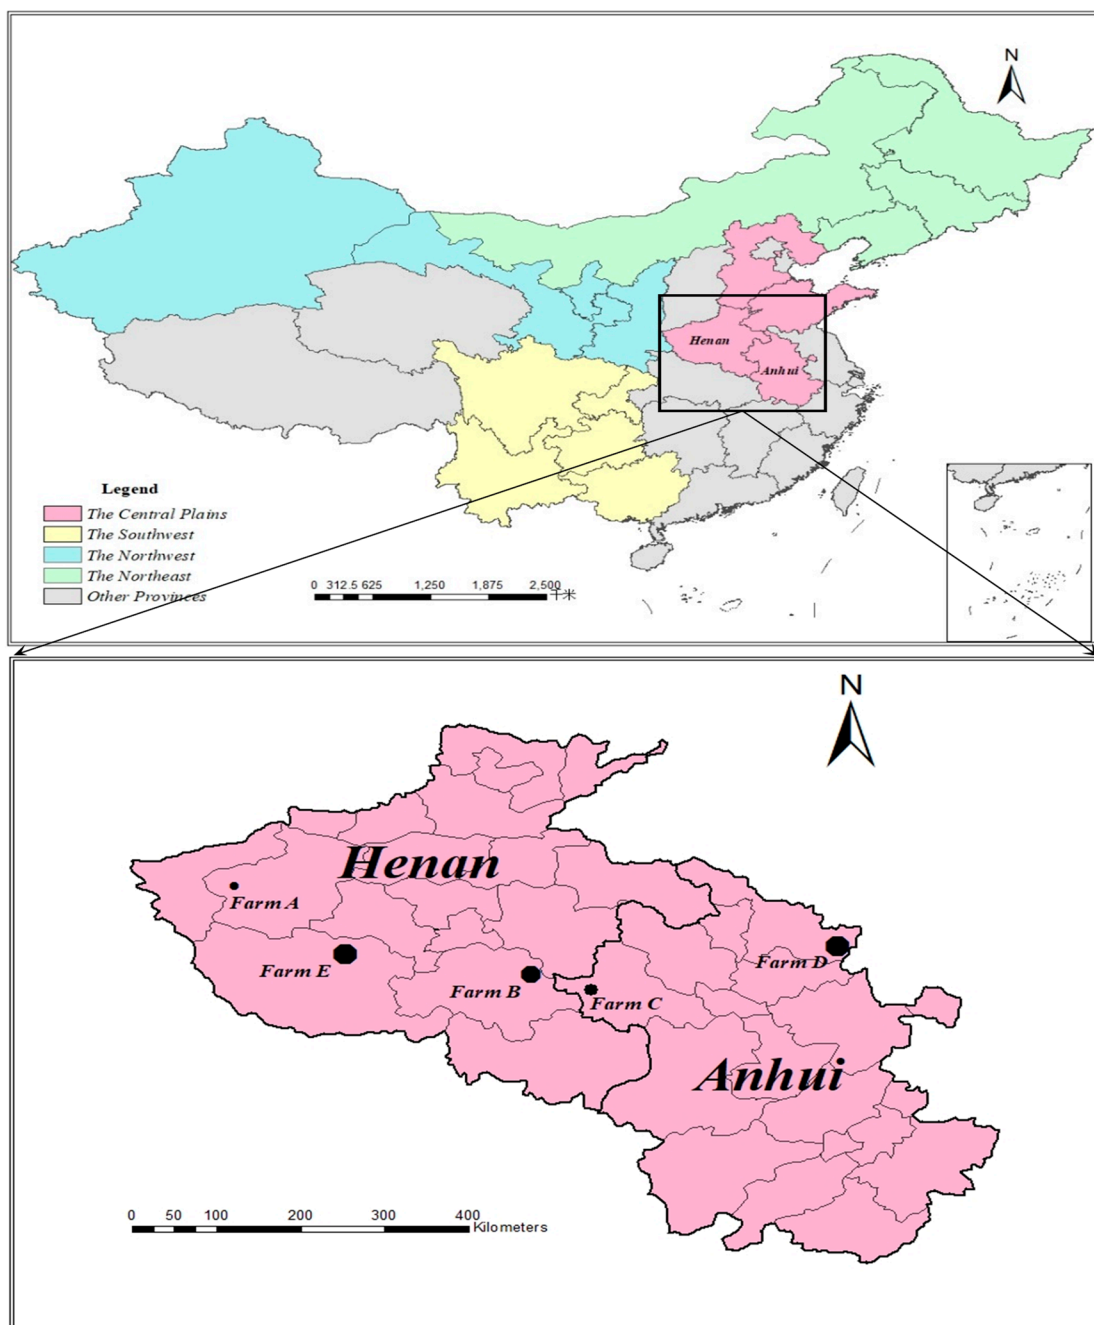 N
Henan
Anhui
Legend
The Central Plains
The Southwest
The Northwest
The Northeast
Other Provinces
0 312.5 625 1,250 1,875 2,500 千米
N
Henan
Farm A
Farm E
Farm B
Farm C
Farm D
Anhui
0 50 100 200 300 400 Kilometers